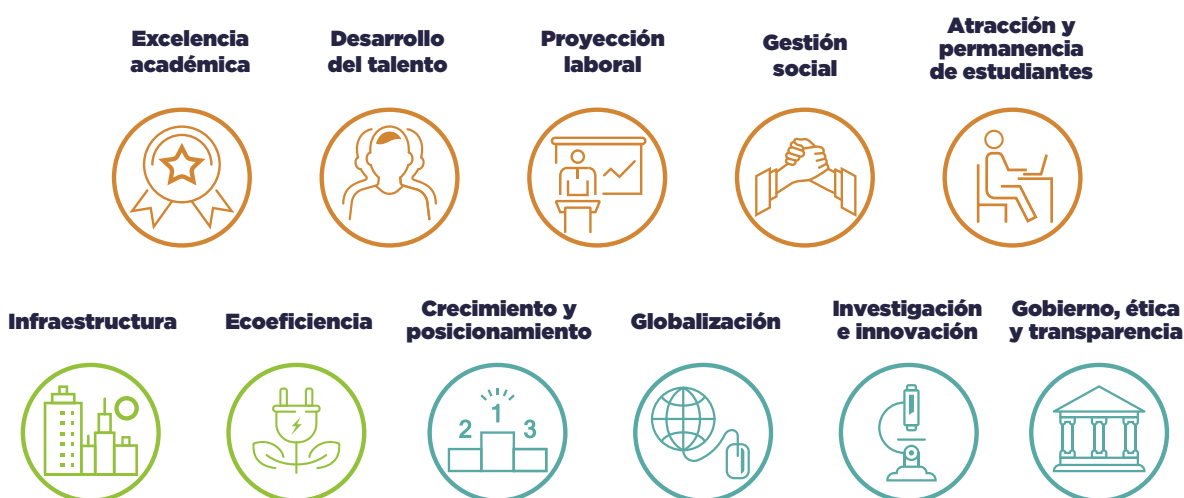 Excelencia
académica
Desarrollo
del talento
Proyección
laboral
Gestión
social
Atracción y
permanencia
de estudiantes
Infraestructura
Ecoeficiencia
Crecimiento y
posicionamiento
Globalización
Investigación
e innovación
Gobierno, ética
y transparencia
2
1
3